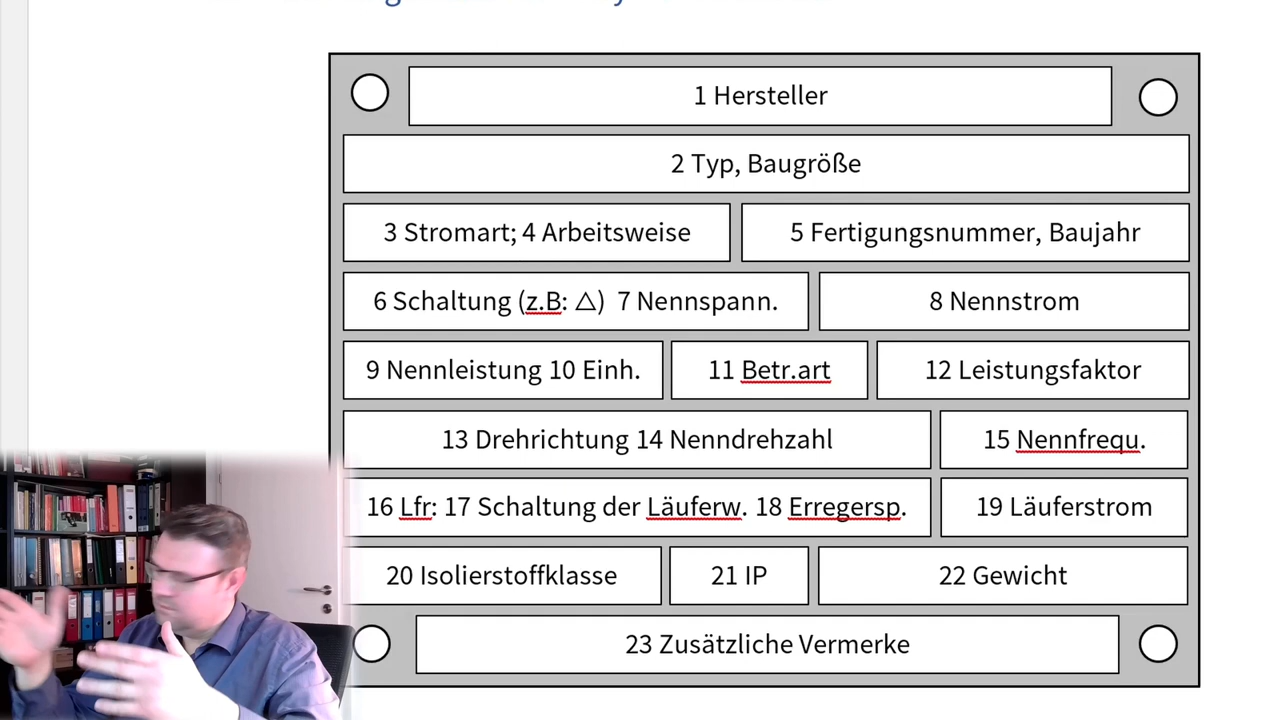 1 Hersteller
2 Typ, Baugröße
3 Stromart; 4 Arbeitsweise
5 Fertigungsnummer, Baujahr
6 Schaltung (z.B: △) 7 Nennspann.
8 Nennstrom
9 Nennleistung 10 Einh.
11 Betr.art
12 Leistungsfaktor
13 Drehrichtung 14 Nenndrehzahl
15 Nennfrequ.
16 Lfr: 17 Schaltung der Läuferw. 18 Erregersp.
19 Läuferstrom
20 Isolierstoffklasse
21 IP
22 Gewicht
23 Zusätzliche Vermerke